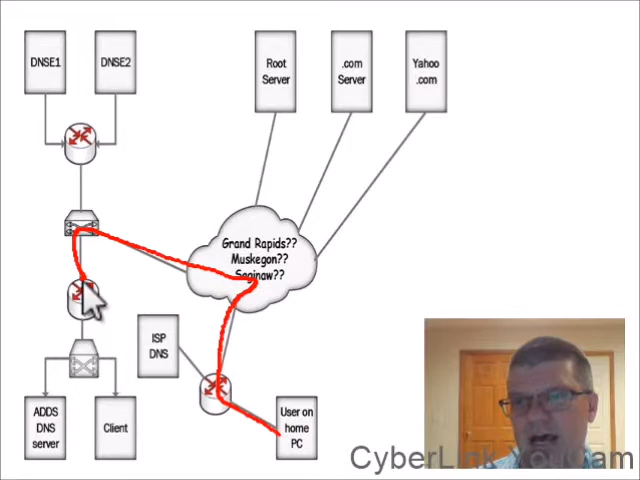 DNSE1
DNSE2
Root
Server
.com
Server
Yahoo
.com
Grand Rapids??
Muskegon??
Saginaw??
ISP
DNS
ADDS
DNS
server
Client
User on
home
PC
CyberLink YouCam